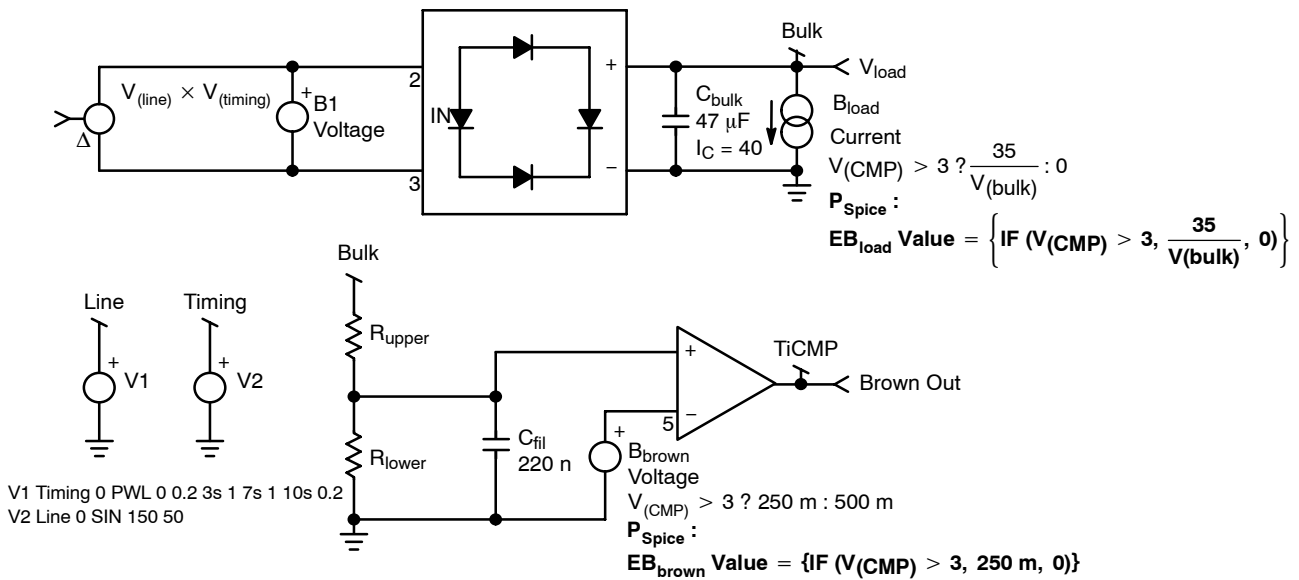 Bulk
V(line) × V(timing)
2
+
B1
Voltage
Δ
3
IN
+
−
Cbulk
47 μF
IC = 40
Vload
Bload
Current
V(CMP) > 3 ? 35 / V(bulk) : 0
PSpice :
EBload Value = {IF (V(CMP) > 3, 35 / V(bulk), 0)}
Line
+
V1
Timing
+
V2
V1 Timing 0 PWL 0 0.2 3s 1 7s 1 10s 0.2
V2 Line 0 SIN 150 50
Bulk
Rupper
Rlower
Cfil
220 n
+
−
5
TiCMP
Brown Out
+
Bbrown
Voltage
V(CMP) > 3 ? 250 m : 500 m
PSpice :
EBbrown Value = {IF (V(CMP) > 3, 250 m, 0)}